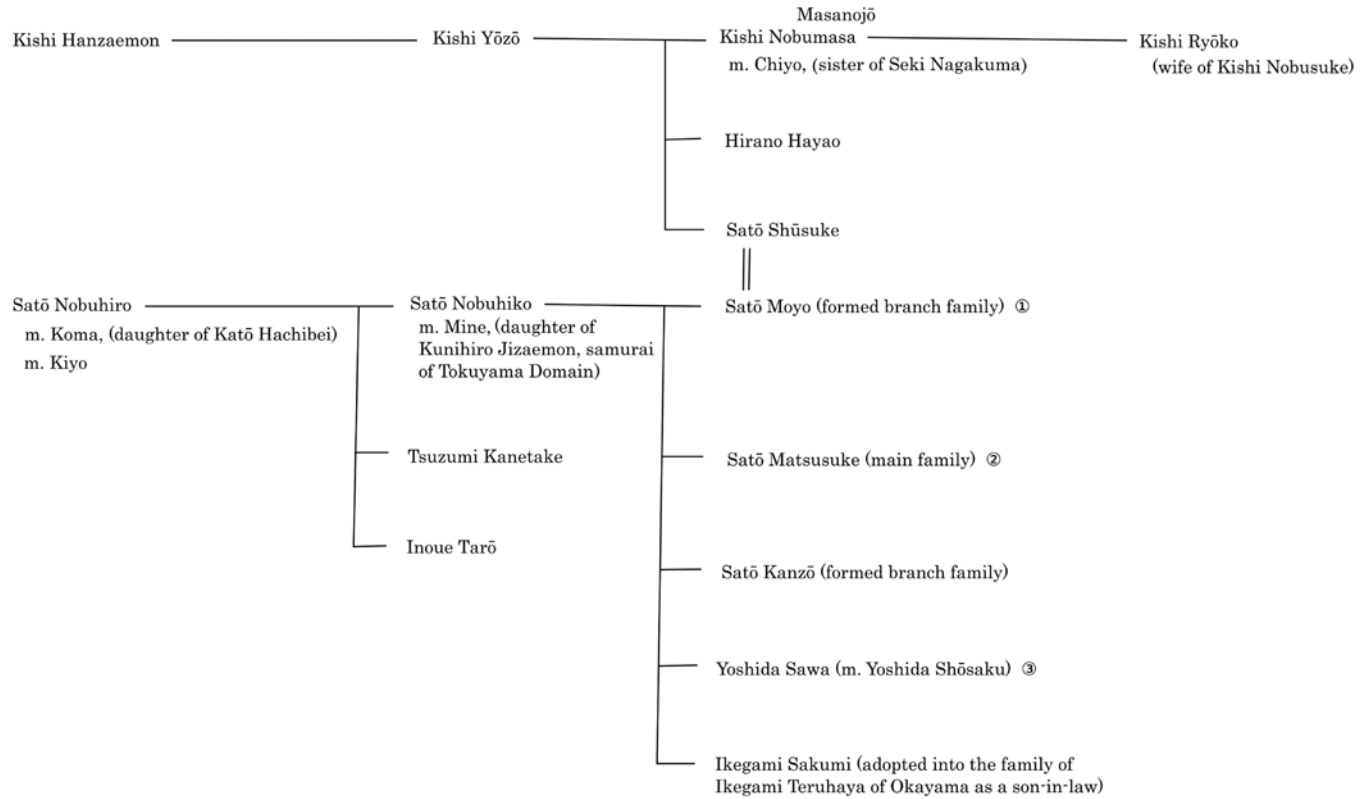 Kishi Hanzaemon
Kishi Yōzō
Masanojō
Kishi Nobumasa
m. Chiyo, (sister of Seki Nagakuma)
Kishi Ryōko
(wife of Kishi Nobusuke)
Hirano Hayao
Satō Shūsuke
Satō Nobuhiro
m. Koma, (daughter of Katō Hachibei)
m. Kiyo
Satō Nobuhiko
m. Mine, (daughter of
Kunihiro Jizaemon, samurai
of Tokuyama Domain)
Satō Moyo (formed branch family) ①
Tsuzumi Kanetake
Satō Matsusuke (main family) ②
Inoue Tarō
Satō Kanzō (formed branch family)
Yoshida Sawa (m. Yoshida Shōsaku) ③
Ikegami Sakumi (adopted into the family of
Ikegami Teruhaya of Okayama as a son-in-law)